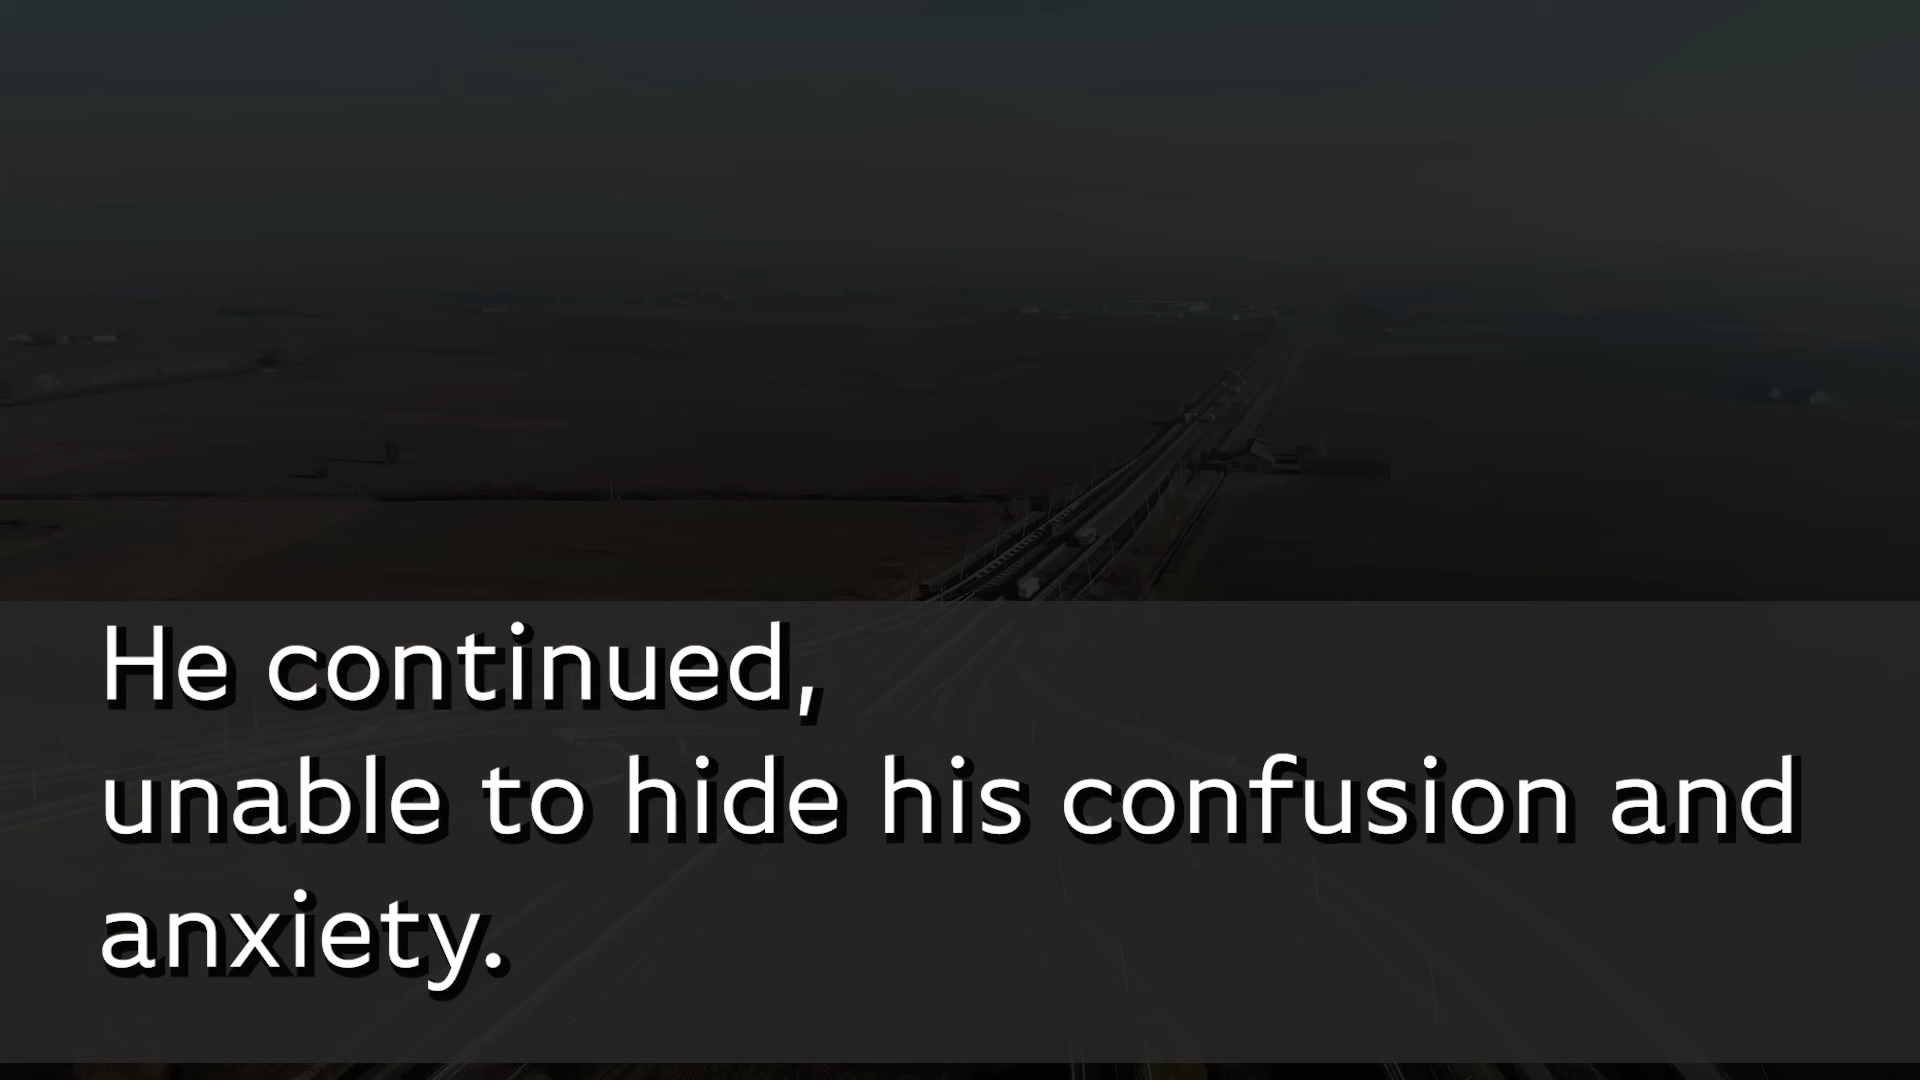 He continued,
unable to hide his confusion and
anxiety.